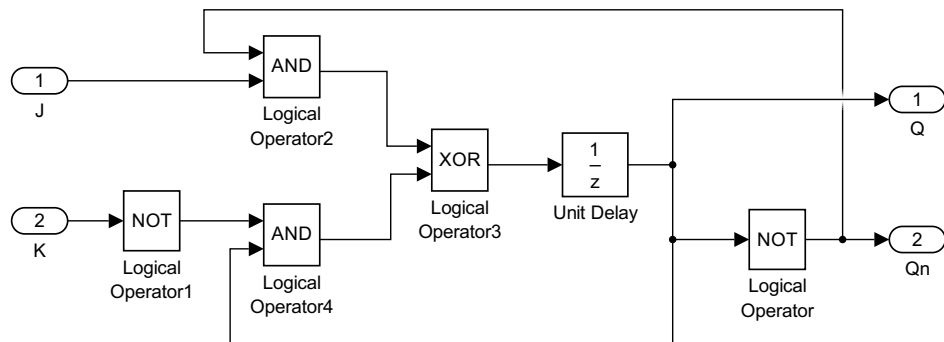 1
J
AND
Logical
Operator2
2
K
NOT
Logical
Operator1
AND
Logical
Operator4
XOR
Logical
Operator3
1
z
Unit Delay
1
Q
NOT
Logical
Operator
2
Qn